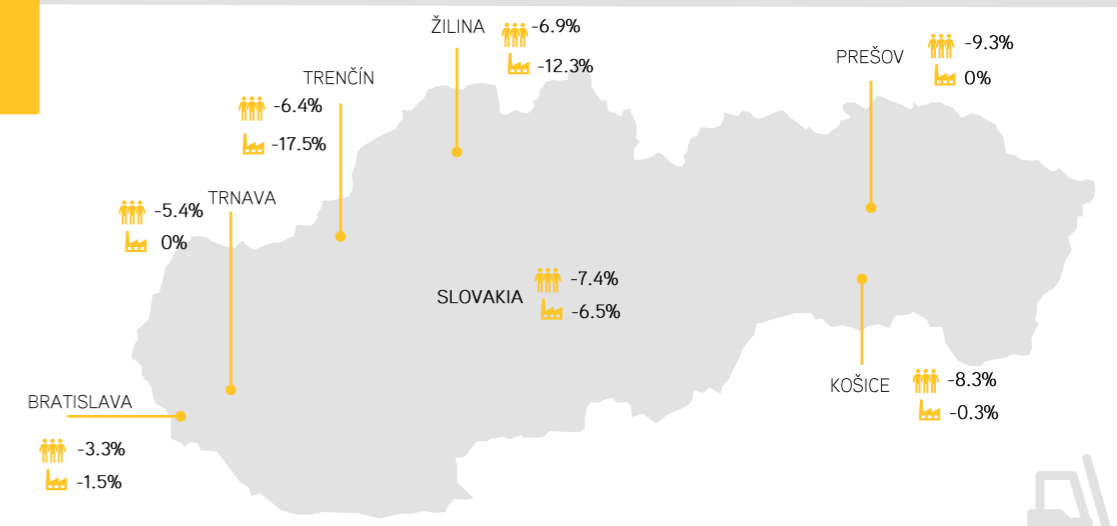 ŽILINA
-6.9%
-12.3%
PREŠOV
-9.3%
0%
TRENČÍN
-6.4%
-17.5%
TRNAVA
-5.4%
0%
SLOVAKIA
-7.4%
-6.5%
BRATISLAVA
-3.3%
-1.5%
KOŠICE
-8.3%
-0.3%